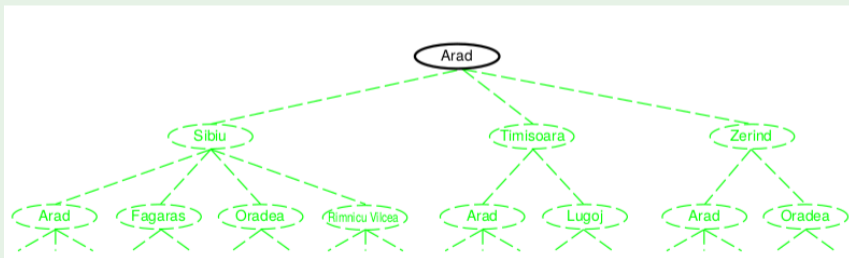 Arad
Sibiu Timisoara Zerind
Arad Fagaras Oradea Rimnicu Vilcea Arad Lugoj Arad Oradea